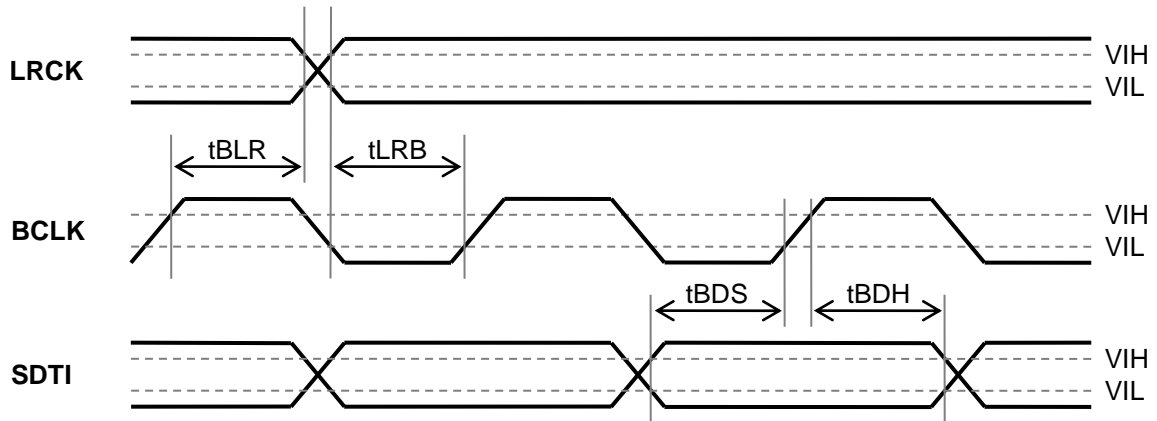 LRCK
VIH
VIL
tBLR
tLRB
BCLK
VIH
VIL
tBDS
tBDH
SDTI
VIH
VIL